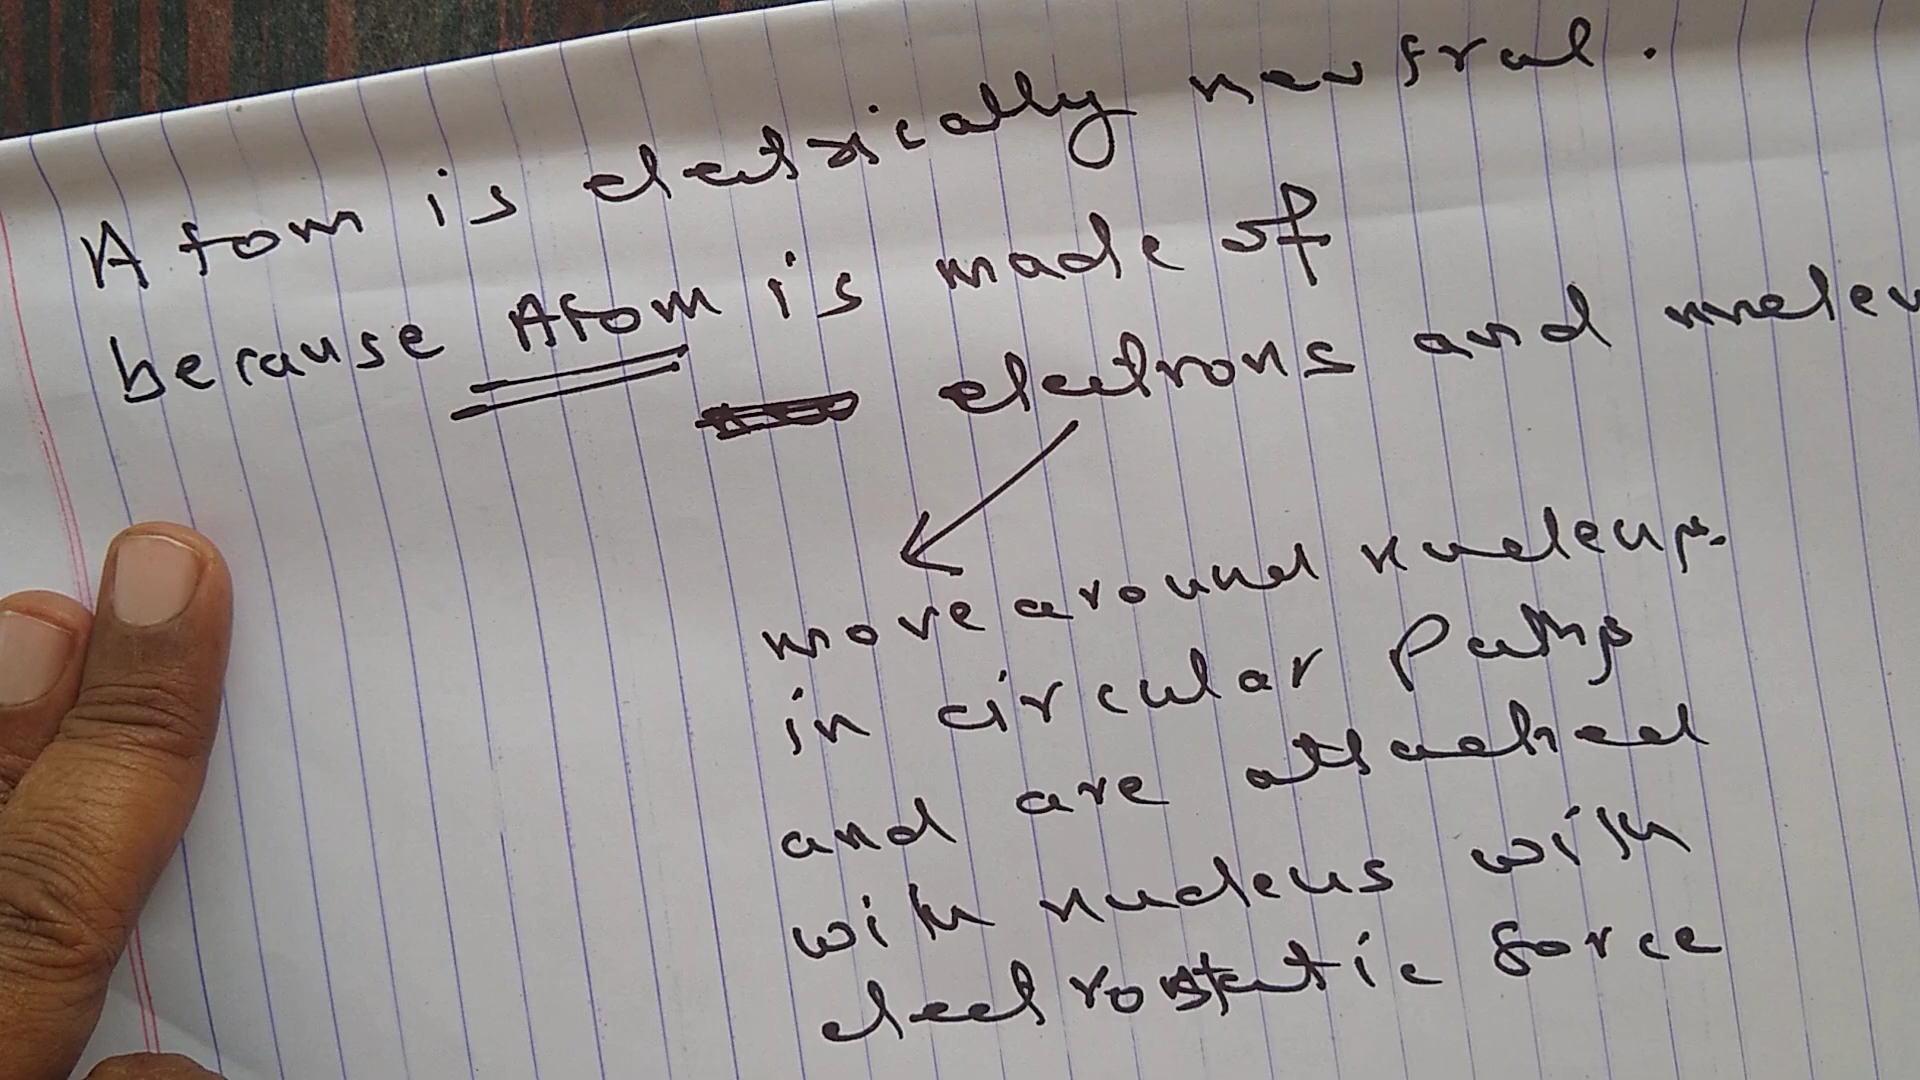 Atom is electrically neutral.
because Atom is made of
electrons and
move around nucleus.
in circular Paths
and are attached
with nucleus with
electrostatic force